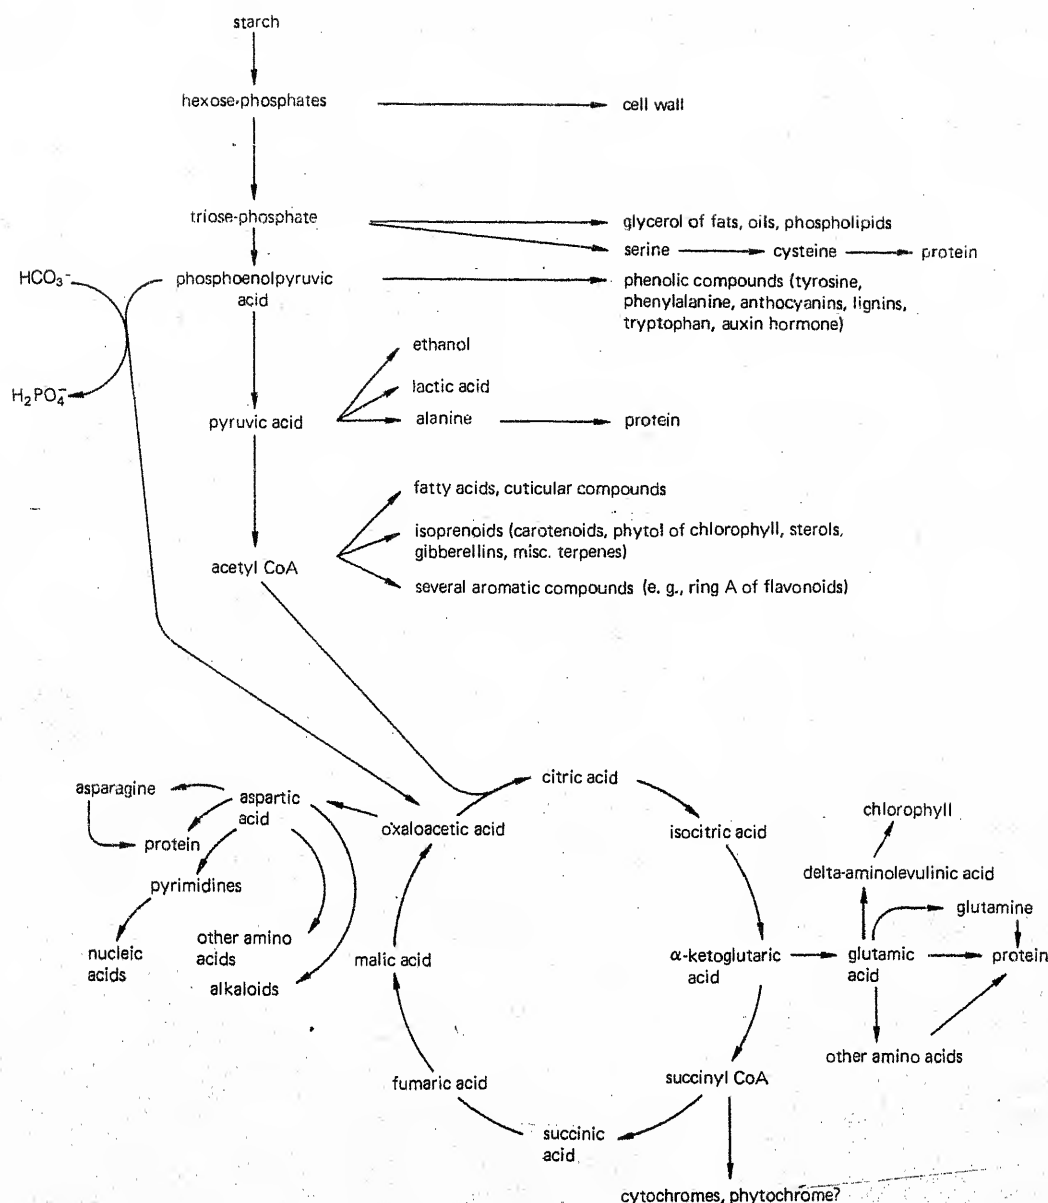 starch
hexose-phosphates
cell wall
triose-phosphate
glycerol of fats, oils, phospholipids
serine
cysteine
protein
HCO₃⁻
phosphoenolpyruvic
acid
phenolic compounds (tyrosine,
phenylalanine, anthocyanins, lignins,
tryptophan, auxin hormone)
ethanol
H₂PO₄⁻
lactic acid
pyruvic acid
alanine
protein
fatty acids, cuticular compounds
isoprenoids (carotenoids, phytol of chlorophyll, sterols,
gibberellins, misc. terpenes)
acetyl CoA
several aromatic compounds (e. g., ring A of flavonoids)
citric acid
asparagine
aspartic
acid
oxaloacetic acid
isocitric acid
chlorophyll
protein
delta-aminolevulinic acid
pyrimidines
glutamine
nucleic
acids
other amino
acids
alkaloids
malic acid
α-ketoglutaric
acid
glutamic
acid
protein
other amino acids
fumaric acid
succinyl CoA
succinic
acid
cytochromes, phytochrome?